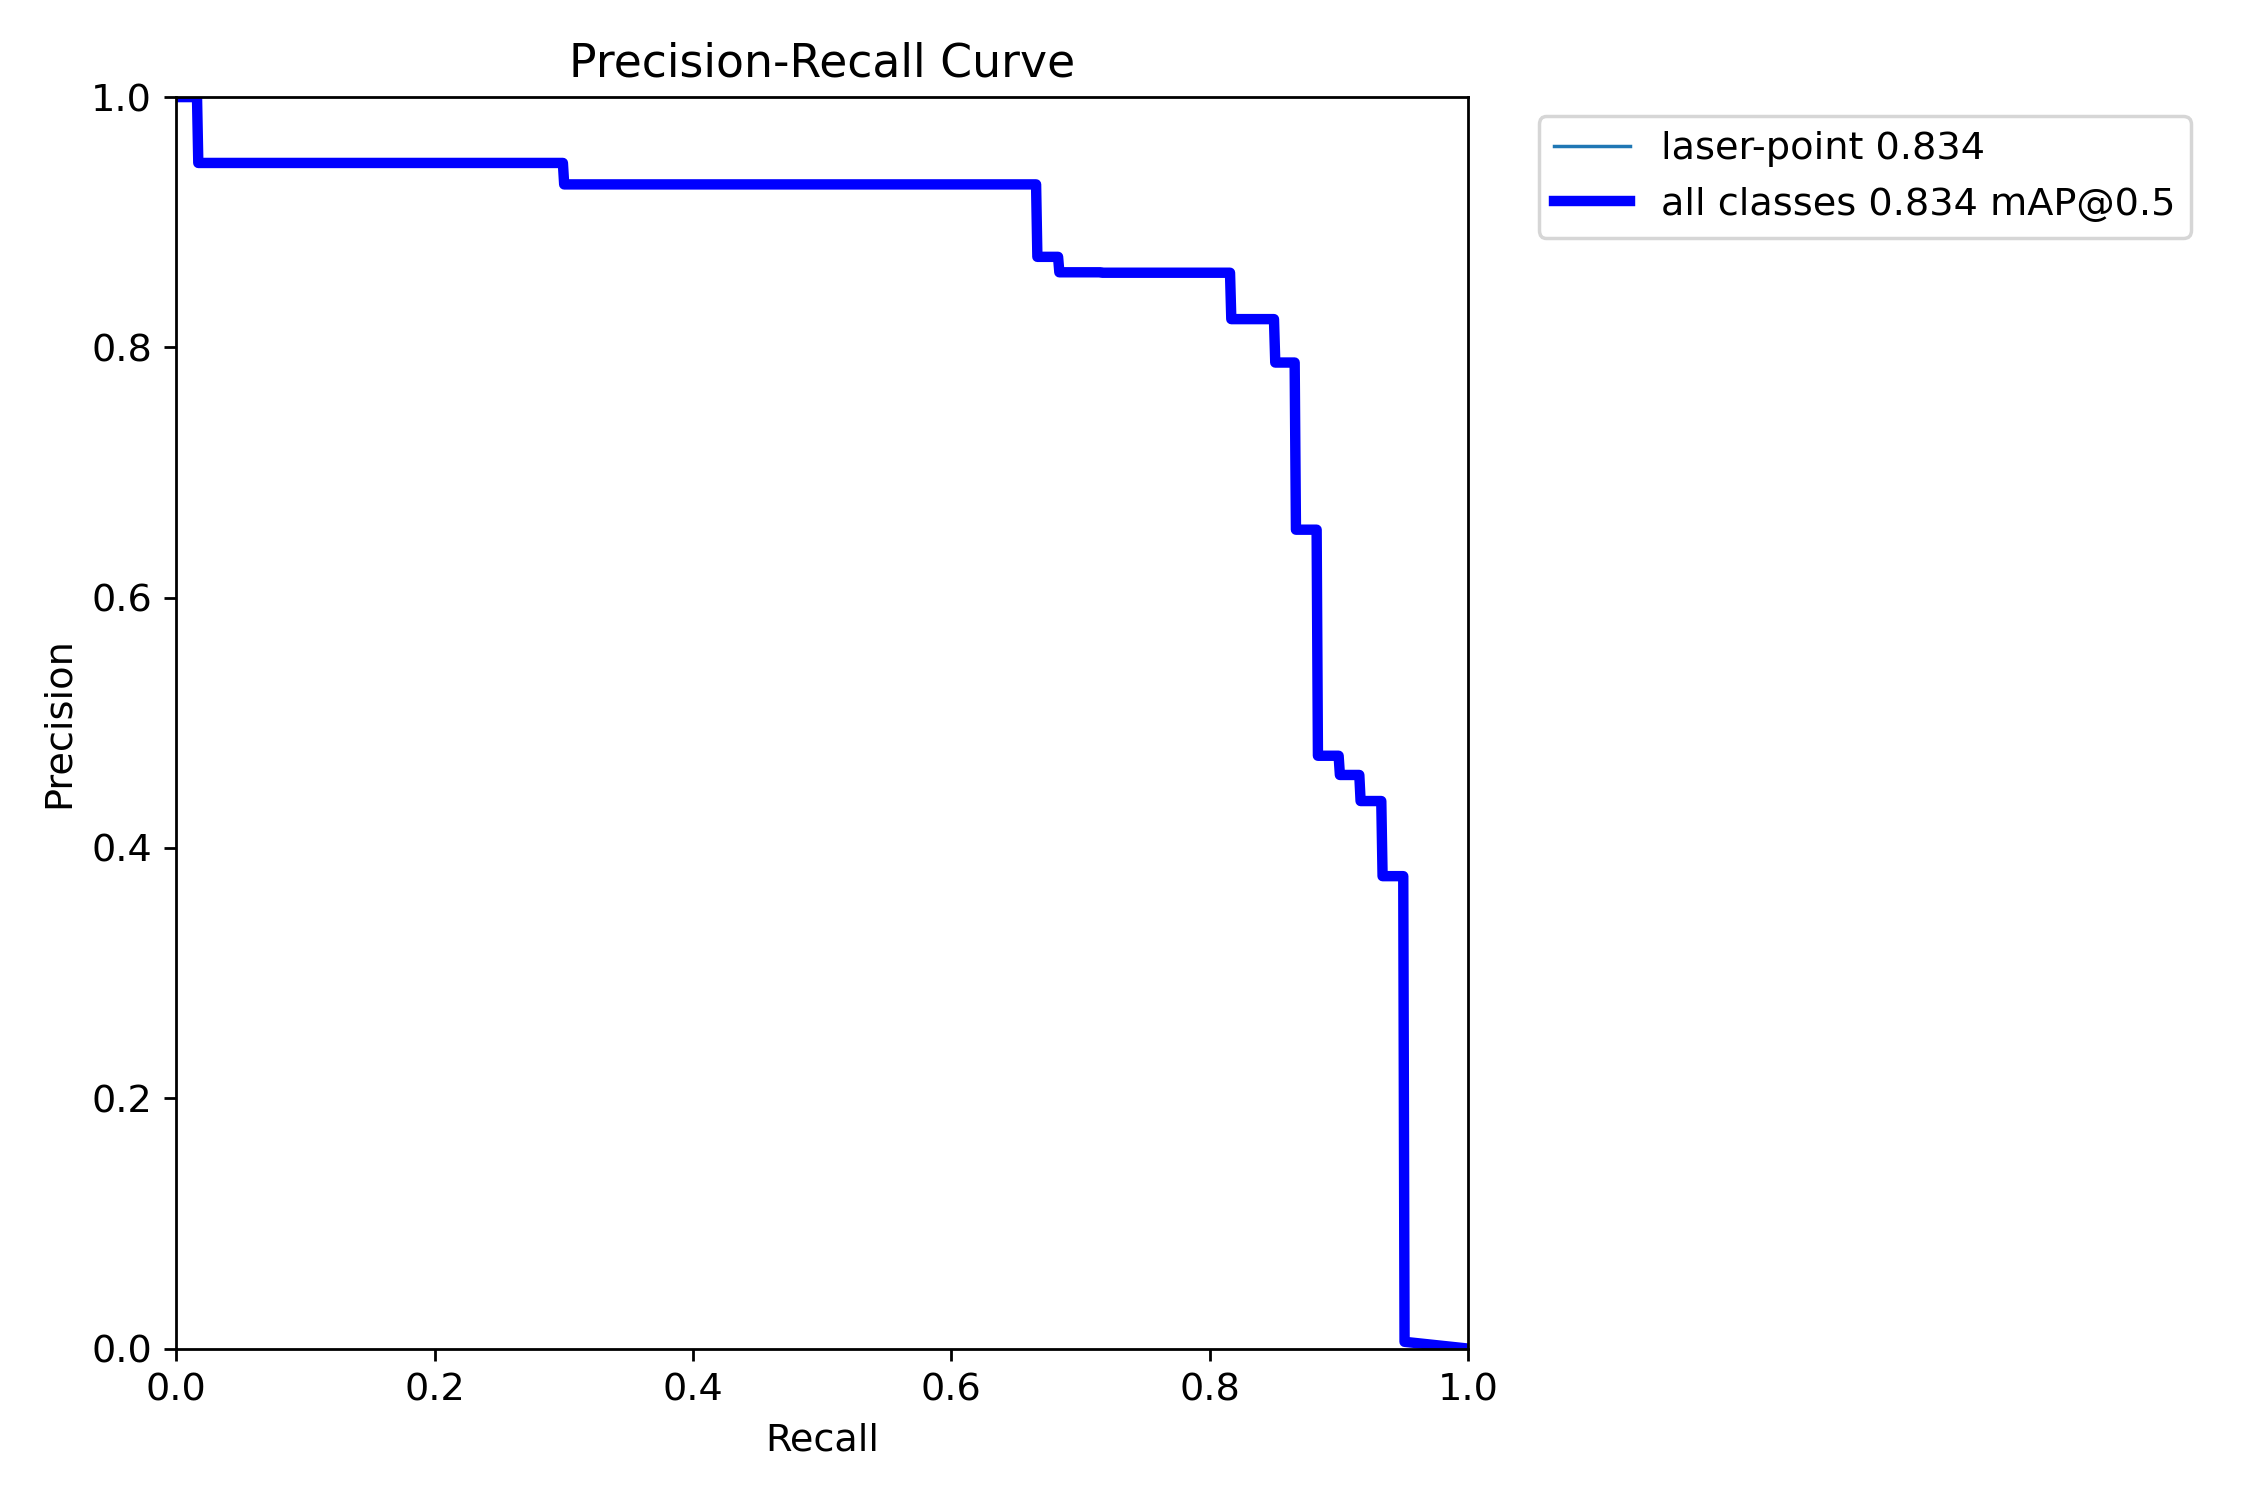 Precision-Recall Curve
laser-point 0.834
all classes 0.834 mAP@0.5
Precision
1.0
0.8
0.6
0.4
0.2
0.0
0.0 0.2 0.4 0.6 0.8 1.0
Recall